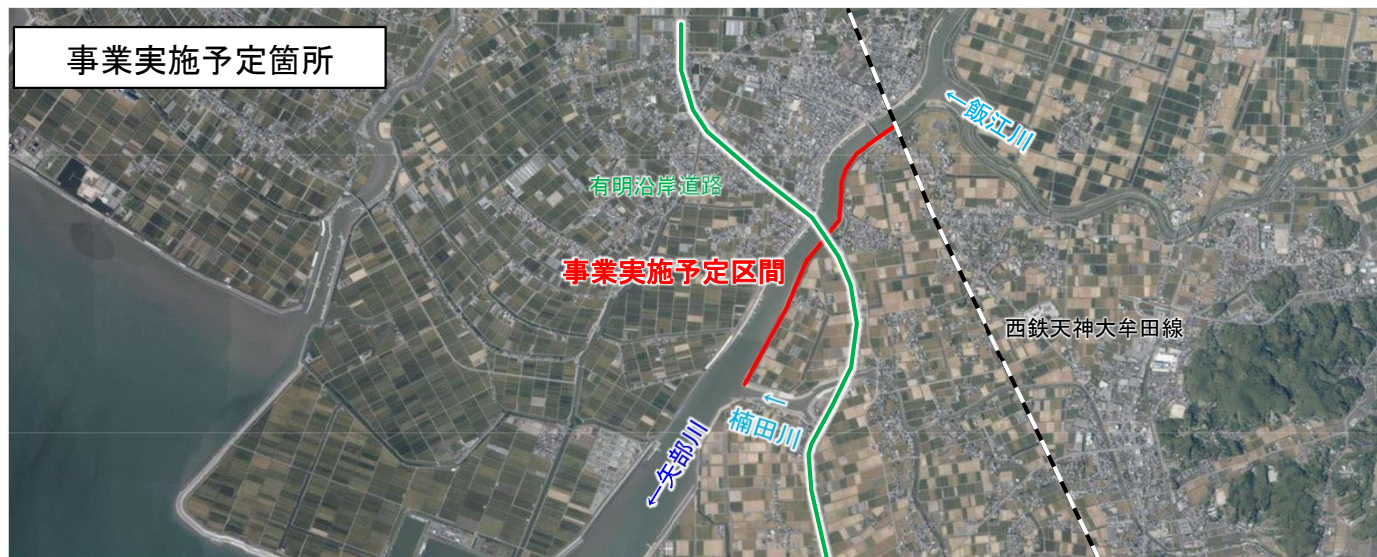 事業実施予定箇所
←飯江川
有明沿岸道路
事業実施予定区間
西鉄天神大牟田線
←
楠田川
←矢部川